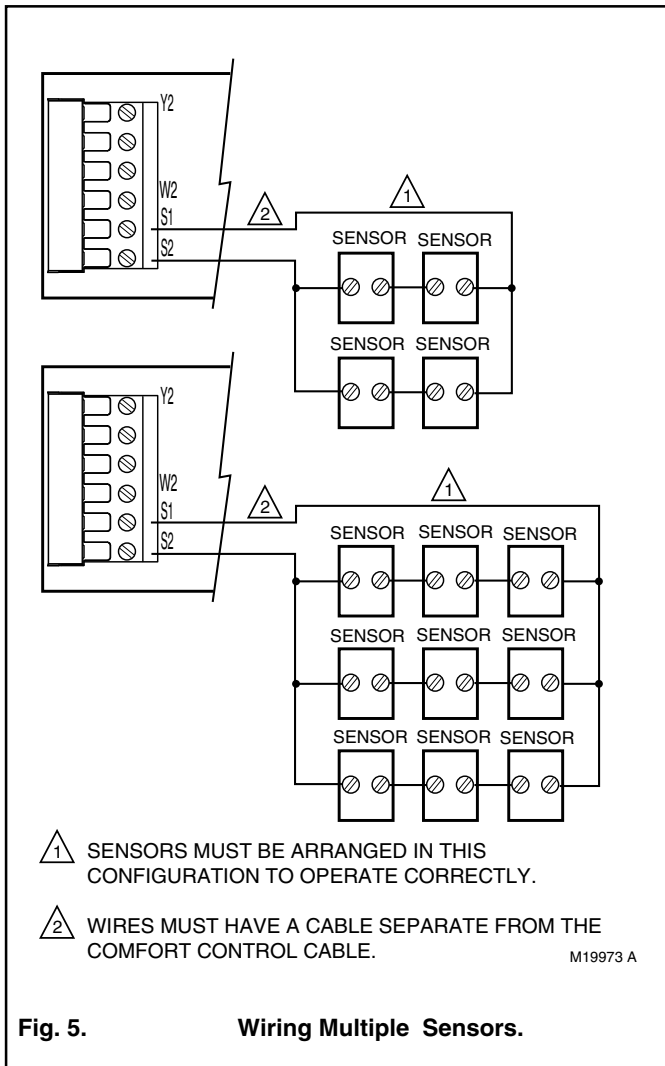 Y2
W2
S1
S2
2
1
SENSOR SENSOR
SENSOR SENSOR
Y2
W2
S1
S2
2
1
SENSOR SENSOR SENSOR
SENSOR SENSOR SENSOR
SENSOR SENSOR SENSOR
1 SENSORS MUST BE ARRANGED IN THIS
CONFIGURATION TO OPERATE CORRECTLY.
2 WIRES MUST HAVE A CABLE SEPARATE FROM THE
COMFORT CONTROL CABLE.
M19973 A
Fig. 5. Wiring Multiple Sensors.